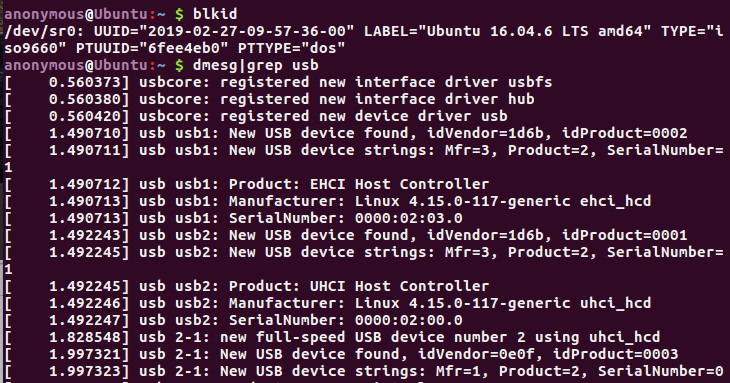 anonymous@Ubuntu:~ $ blkid
/dev/sr0: UUID="2019-02-27-09-57-36-00" LABEL="Ubuntu 16.04.6 LTS amd64" TYPE="i
so9660" PTUUID="6fee4eb0" PTTYPE="dos"
anonymous@Ubuntu:~ $ dmesg|grep usb
[    0.560373] usbcore: registered new interface driver usbfs
[    0.560380] usbcore: registered new interface driver hub
[    0.560420] usbcore: registered new device driver usb
[    1.490710] usb usb1: New USB device found, idVendor=1d6b, idProduct=0002
[    1.490711] usb usb1: New USB device strings: Mfr=3, Product=2, SerialNumber=
1
[    1.490712] usb usb1: Product: EHCI Host Controller
[    1.490713] usb usb1: Manufacturer: Linux 4.15.0-117-generic ehci_hcd
[    1.490713] usb usb1: SerialNumber: 0000:02:03.0
[    1.492243] usb usb2: New USB device found, idVendor=1d6b, idProduct=0001
[    1.492245] usb usb2: New USB device strings: Mfr=3, Product=2, SerialNumber=
1
[    1.492245] usb usb2: Product: UHCI Host Controller
[    1.492246] usb usb2: Manufacturer: Linux 4.15.0-117-generic uhci_hcd
[    1.492247] usb usb2: SerialNumber: 0000:02:00.0
[    1.828548] usb 2-1: new full-speed USB device number 2 using uhci_hcd
[    1.997321] usb 2-1: New USB device found, idVendor=0e0f, idProduct=0003
[    1.997323] usb 2-1: New USB device strings: Mfr=1, Product=2, SerialNumber=0